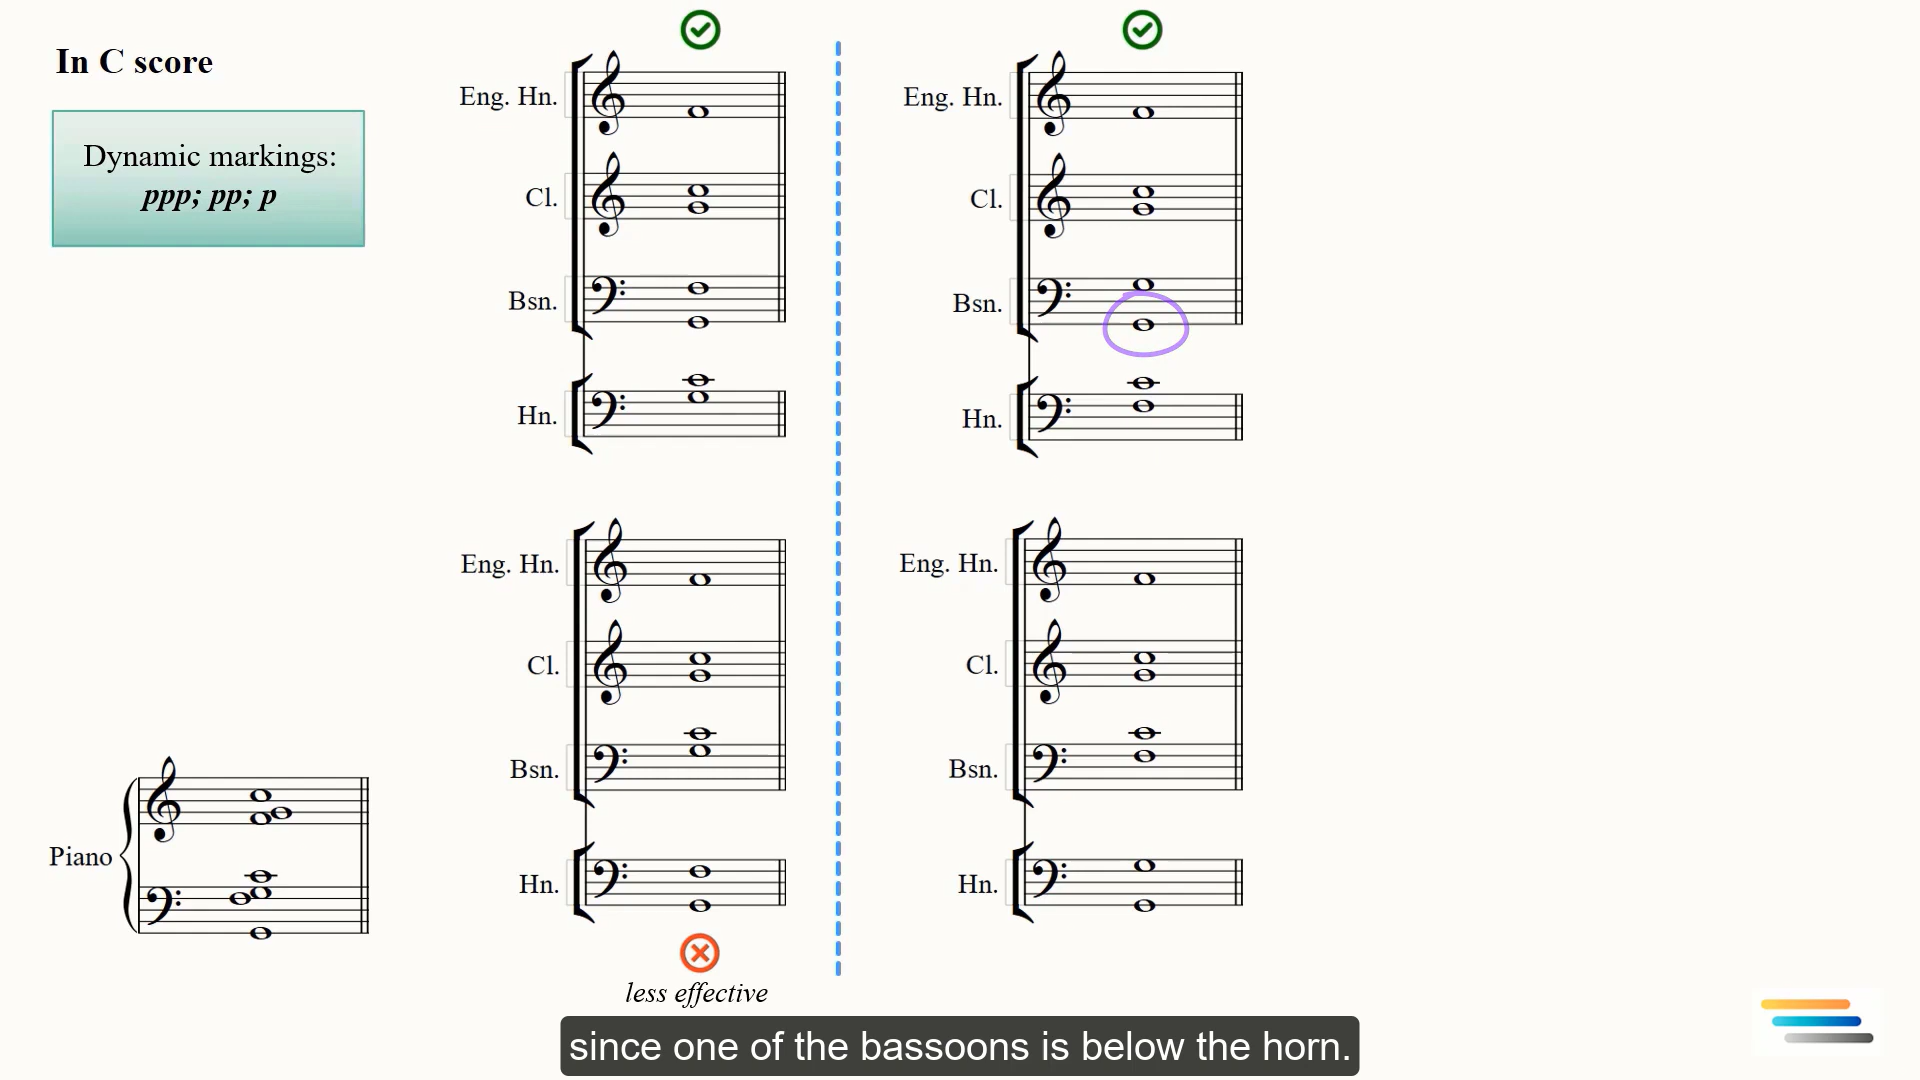 In C score
Dynamic markings:
ppp; pp; p
Eng. Hn.
Cl.
Bsn.
Hn.
Eng. Hn.
Cl.
Bsn.
Hn.
Eng. Hn.
Cl.
Bsn.
Hn.
less effective
Eng. Hn.
Cl.
Bsn.
Hn.
Piano
since one of the bassoons is below the horn.